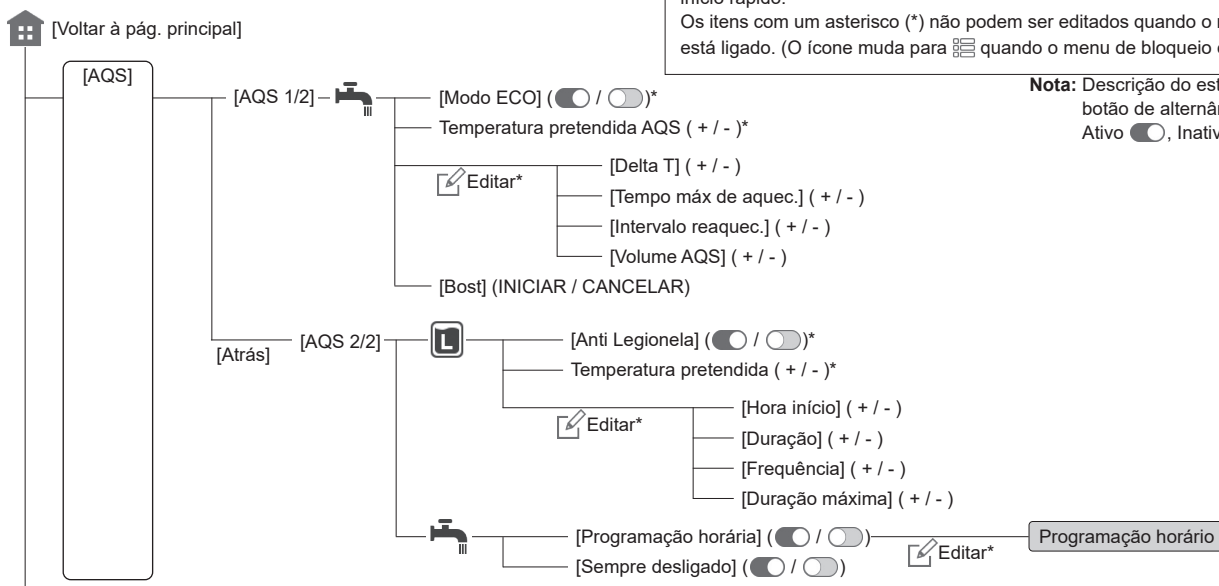 início rápido.
Os itens com um asterisco (*) não podem ser editados quando o
está ligado. (O ícone muda para quando o menu de bloqueio
[Voltar à pág. principal]
[AQS]
Nota: Descrição do
botão de
Ativo , 
[AQS 1/2]
[Modo ECO] ( / )*
Temperatura pretendida AQS ( + / - )*
Editar*
[Delta T] ( + / - )
[Tempo máx de aquec.] ( + / - )
[Intervalo reaquec.] ( + / - )
[Volume AQS] ( + / - )
[Bost] (INICIAR / CANCELAR)
[Atrás]
[AQS 2/2]
L
[Anti Legionela] ( / )*
Temperatura pretendida ( + / - )*
Editar*
[Hora início] ( + / - )
[Duração] ( + / - )
[Frequência] ( + / - )
[Duração máxima] ( + / - )
[Programação horária] ( / )
Editar*
Programação horário
[Sempre desligado] ( / )